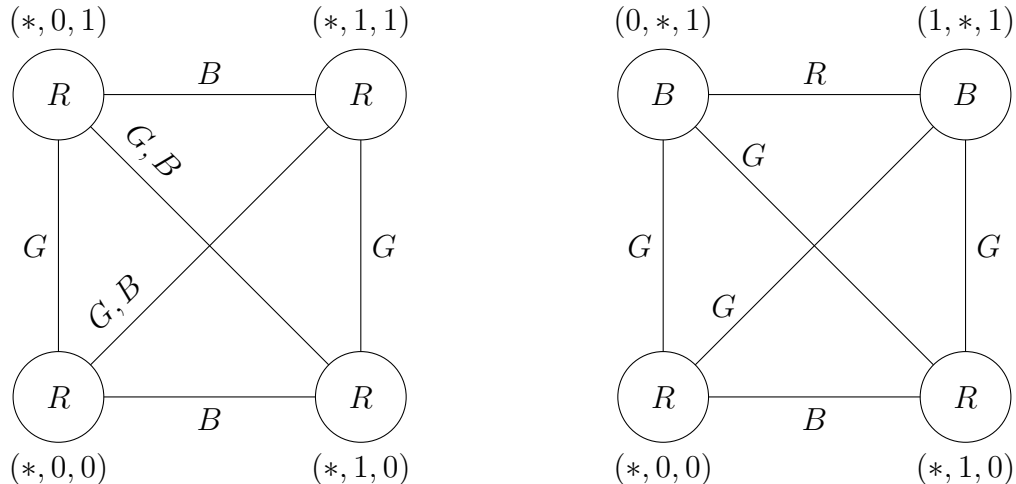 (*, 0, 1) (*, 1, 1) (0, *, 1) (1, *, 1)
B R
R R B B
G, B G
G G G G
G, B G
R R R R
B B
(*, 0, 0) (*, 1, 0) (*, 0, 0) (*, 1, 0)